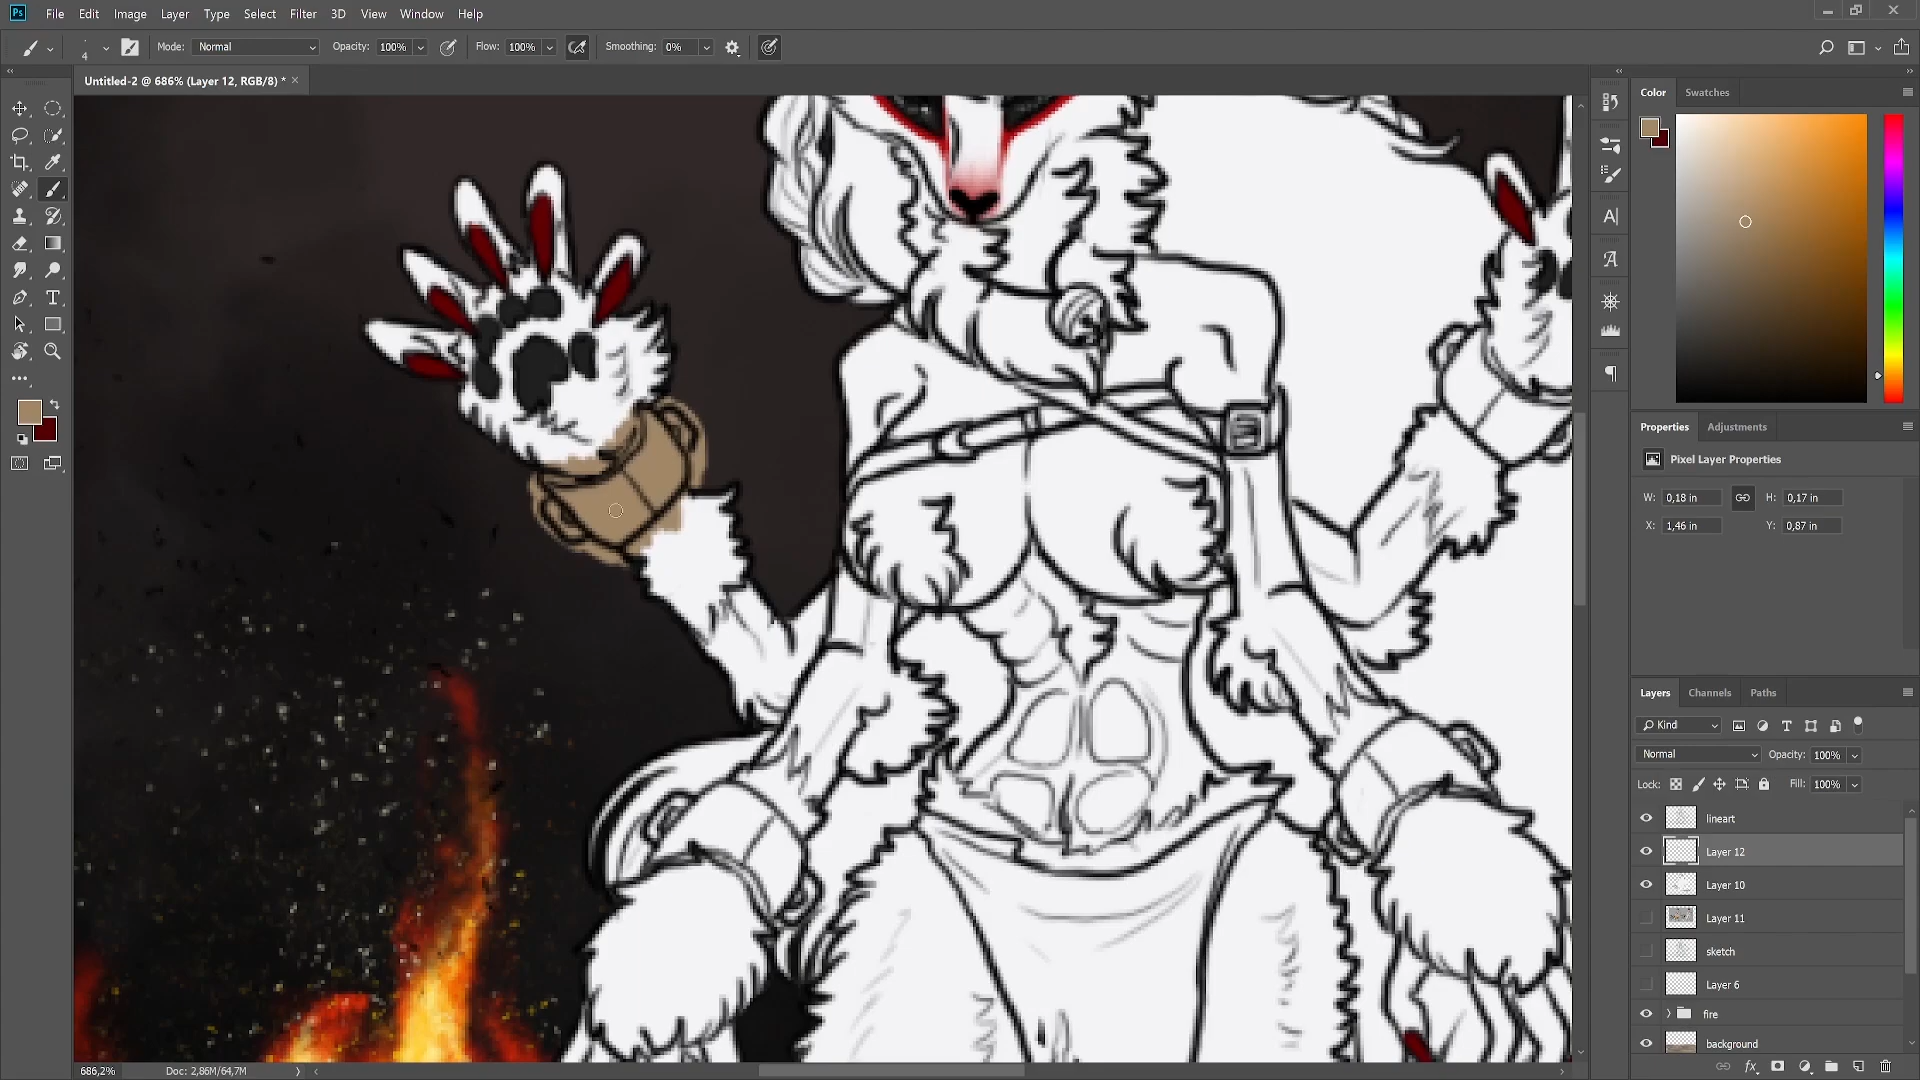 Ps File Edit Image Layer Type Select Filter 3D View Window Help
4 Mode: Normal Opacity: 100% Flow: 100% Smoothing: 0%
Untitled-2 @ 686% (Layer 12, RGB/8) *
Color Swatches
Properties Adjustments
Pixel Layer Properties
W: 0,18 in H: 0,17 in
X: 1,46 in Y: 0,87 in
Layers Channels Paths
Kind
Normal Opacity: 100%
Lock: Fill: 100%
lineart
Layer 12
Layer 10
Layer 11
sketch
Layer 6
fire
background
686,2% Doc: 2,86M/64,7M